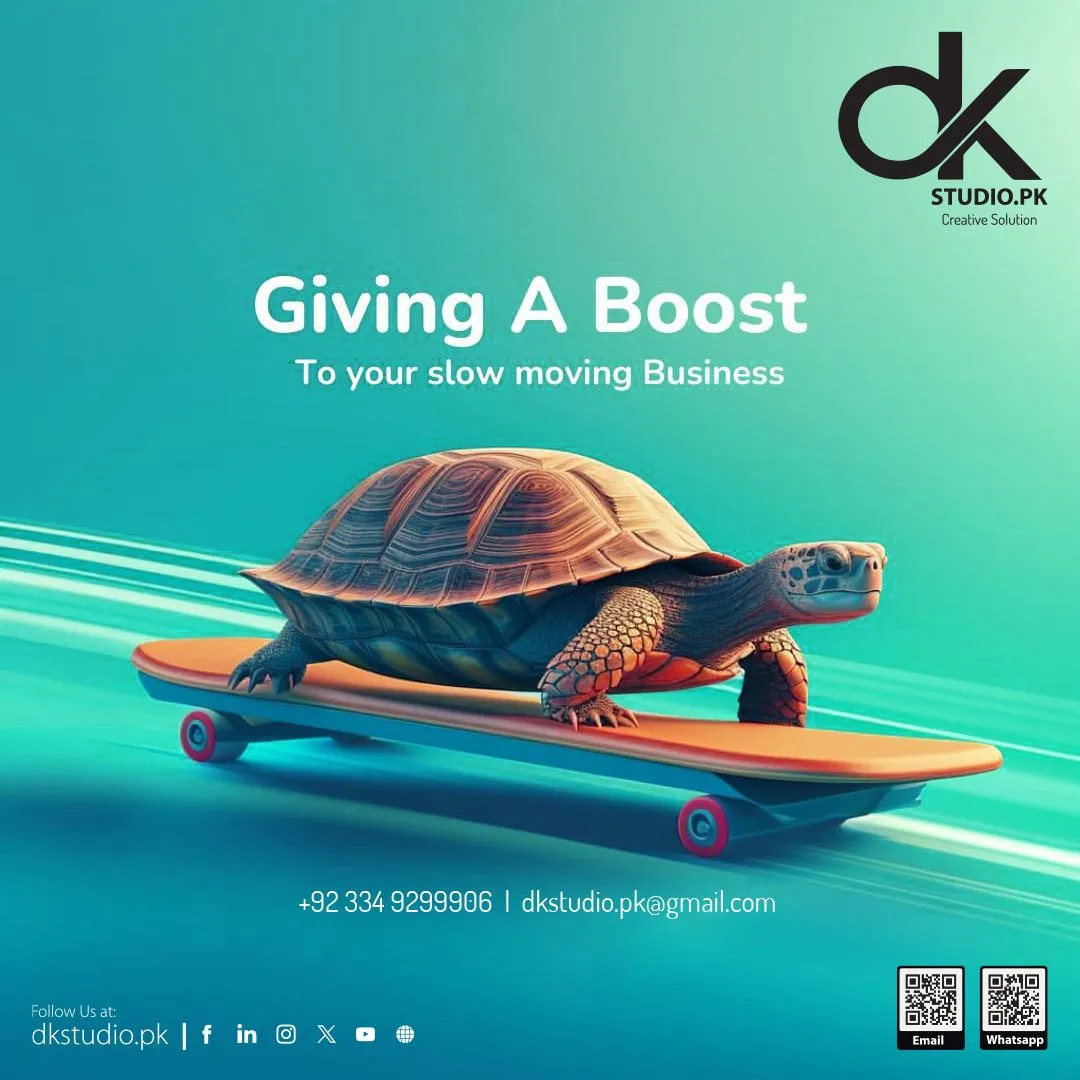 dk
STUDIO.PK
Creative Solution
Giving A Boost
To your slow moving Business
+92 334 9299906 | dkstudio.pk@gmail.com
Follow Us at:
dkstudio.pk |
Email
Whatsapp